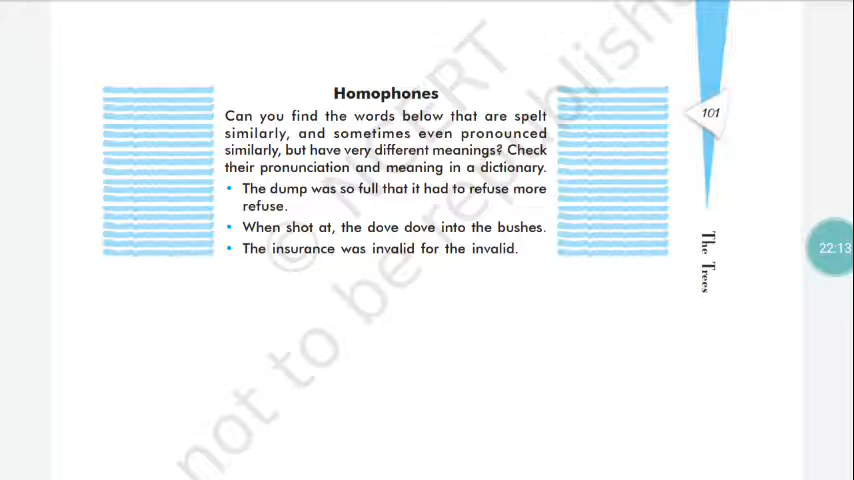 Homophones
Can you find the words below that are spelt
similarly, and sometimes even pronounced
similarly, but have very different meanings? Check
their pronunciation and meaning in a dictionary.
• The dump was so full that it had to refuse more
refuse.
• When shot at, the dove dove into the bushes.
• The insurance was invalid for the invalid.
101
The Trees
22:13
© NCERT
not to be republished